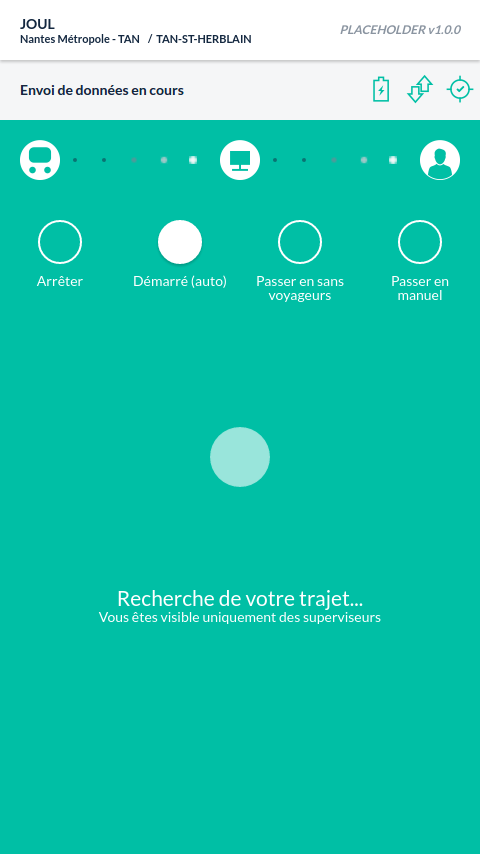 JOUL
Nantes Métropole - TAN / TAN-ST-HERBLAIN
PLACEHOLDER v1.0.0
Envoi de données en cours
Arrêter
Démarré (auto)
Passer en sans
voyageurs
Passer en
manuel
Recherche de votre trajet...
Vous êtes visible uniquement des superviseurs